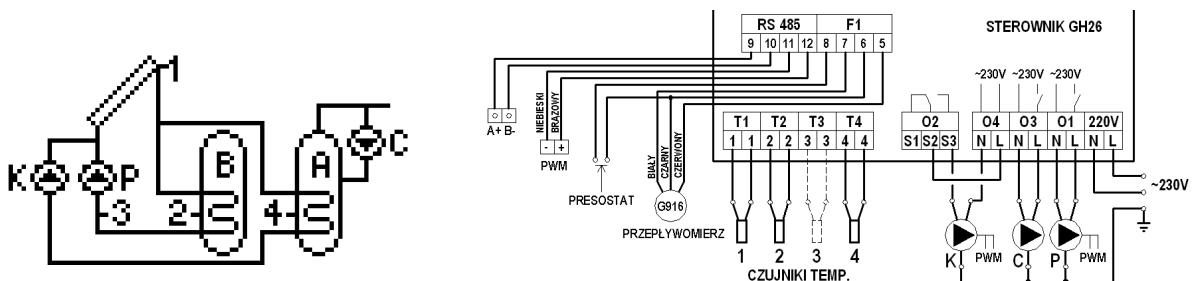 1
K P B A C
3 2 4
RS 485 F1
9 10 11 12 8 7 6 5
STEROWNIK GH26
~230V ~230V ~230V
A+ B-
NIEBIESKI
BRĄZOWY
- +
PWM
PRESOSTAT
BIAŁY
CZARNY
CZERWONY
G916
PRZEPŁYWOMIERZ
T1 T2 T3 T4
1 1 2 2 3 3 4 4
O2 O4 O3 O1 220V
S1 S2 S3 N L N L N L N L
~230V
1 2 3 4
CZUJNIKI TEMP.
PWM PWM
K C P